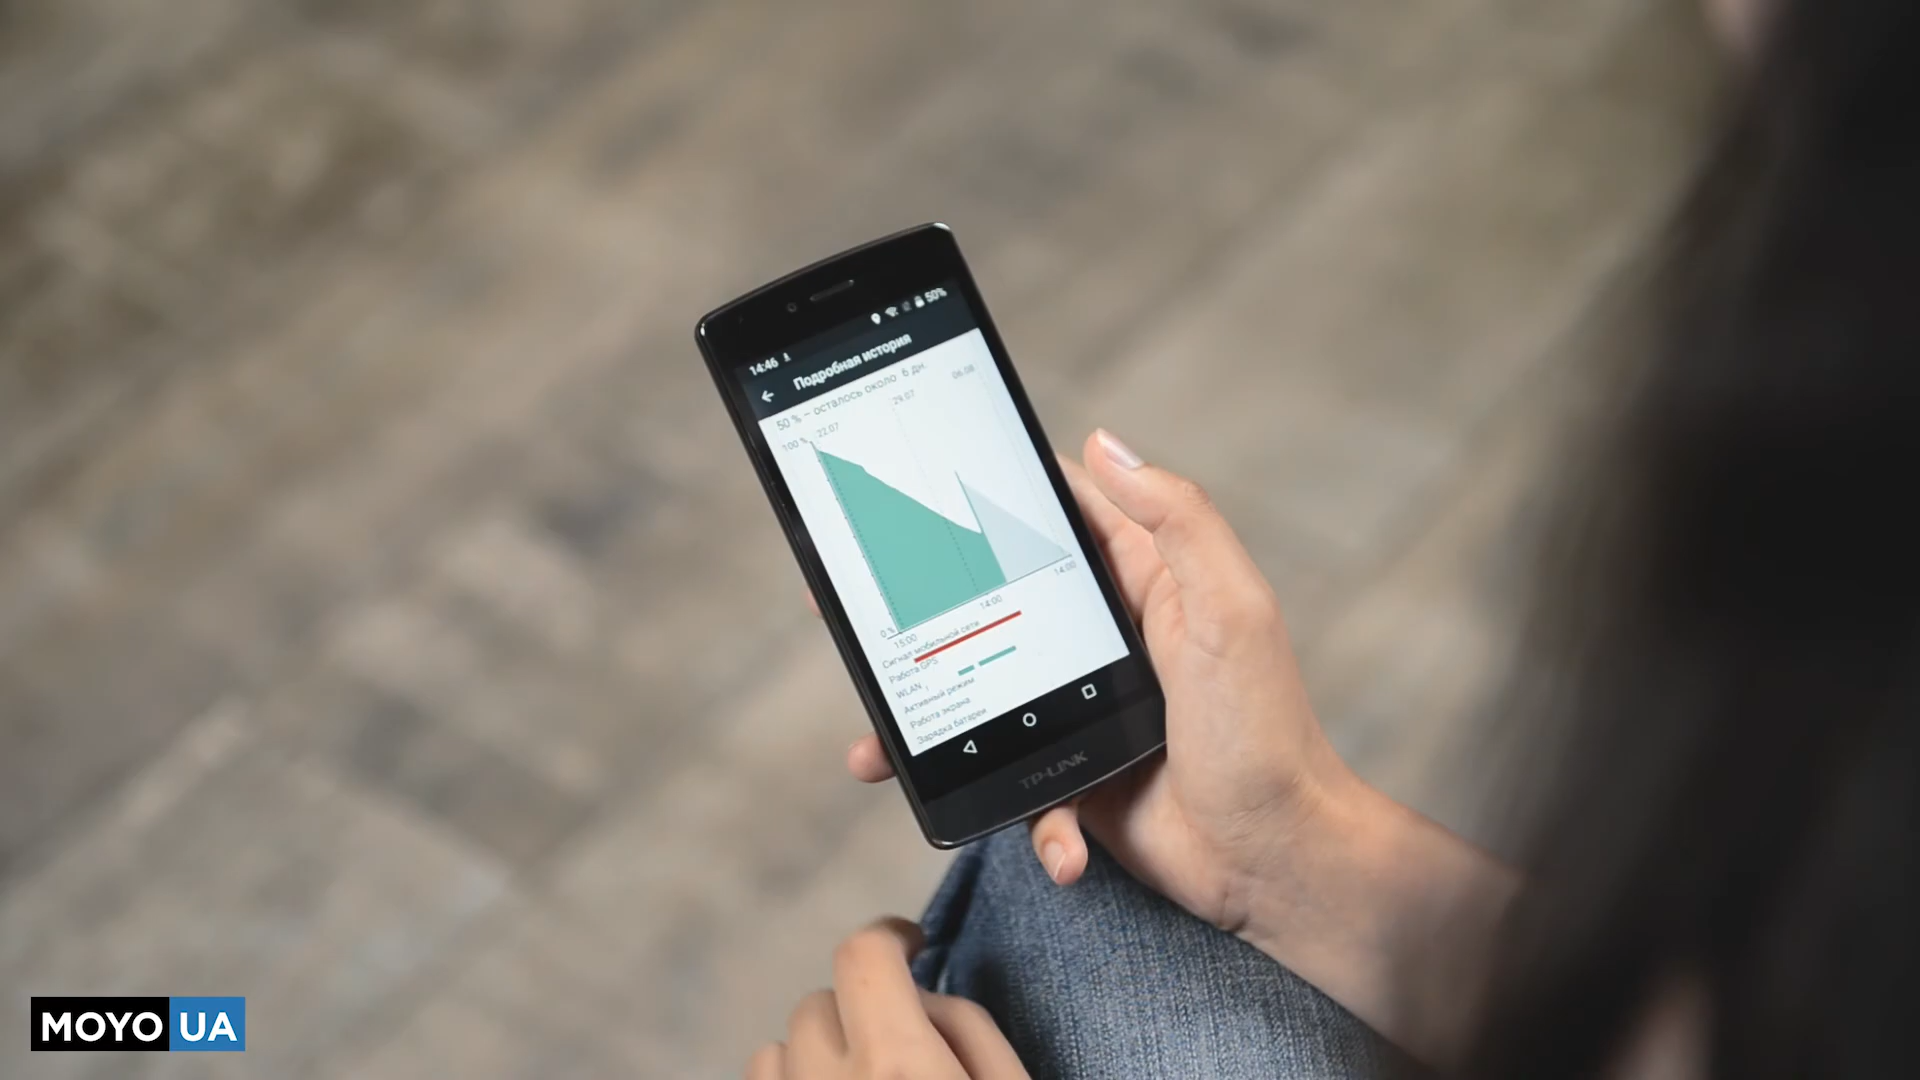 14:46
50%
Подробная история
50 % – осталось около 6 дн.
100 %
22.07
29.07
06.08
0 %
15:00
14:00
14:00
Сигнал мобильной сети
Работа GPS
WLAN
Активный режим
Работа экрана
Зарядка батареи
TP-LINK
MOYO UA